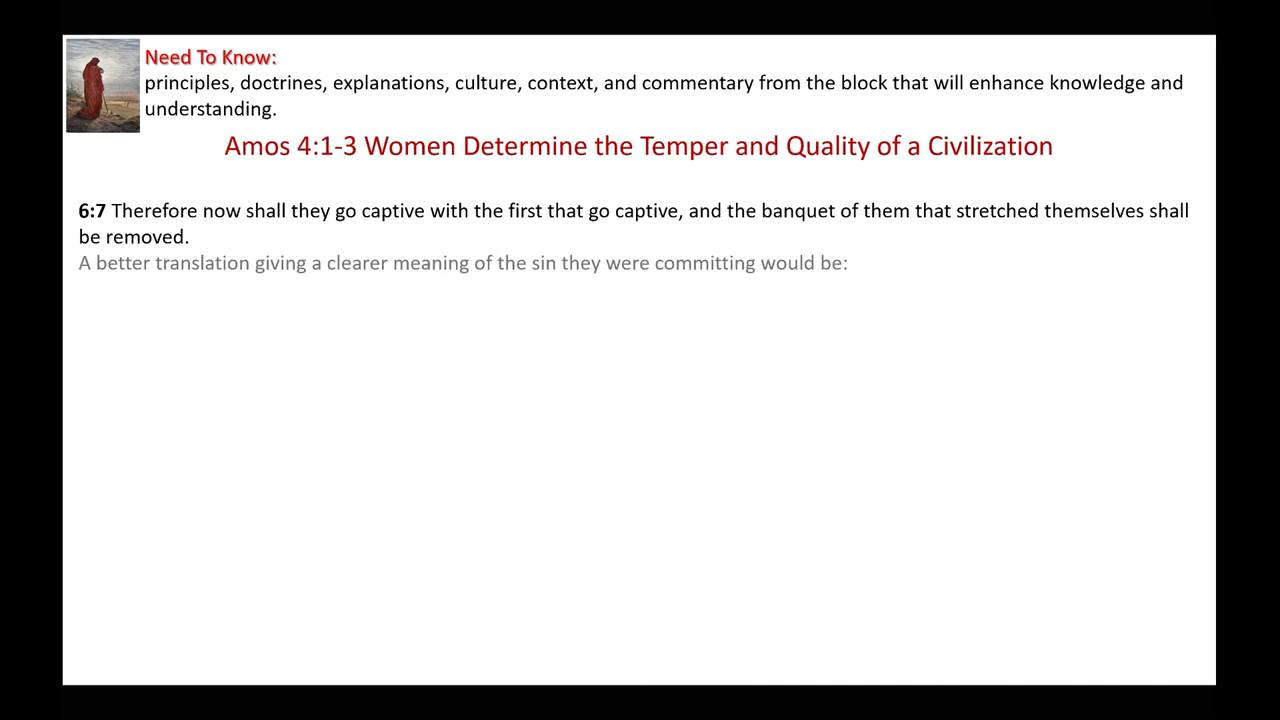 Need To Know:
principles, doctrines, explanations, culture, context, and commentary from the block that will enhance knowledge and
understanding.
Amos 4:1-3 Women Determine the Temper and Quality of a Civilization
6:7 Therefore now shall they go captive with the first that go captive, and the banquet of them that stretched themselves shall
be removed.
A better translation giving a clearer meaning of the sin they were committing would be: